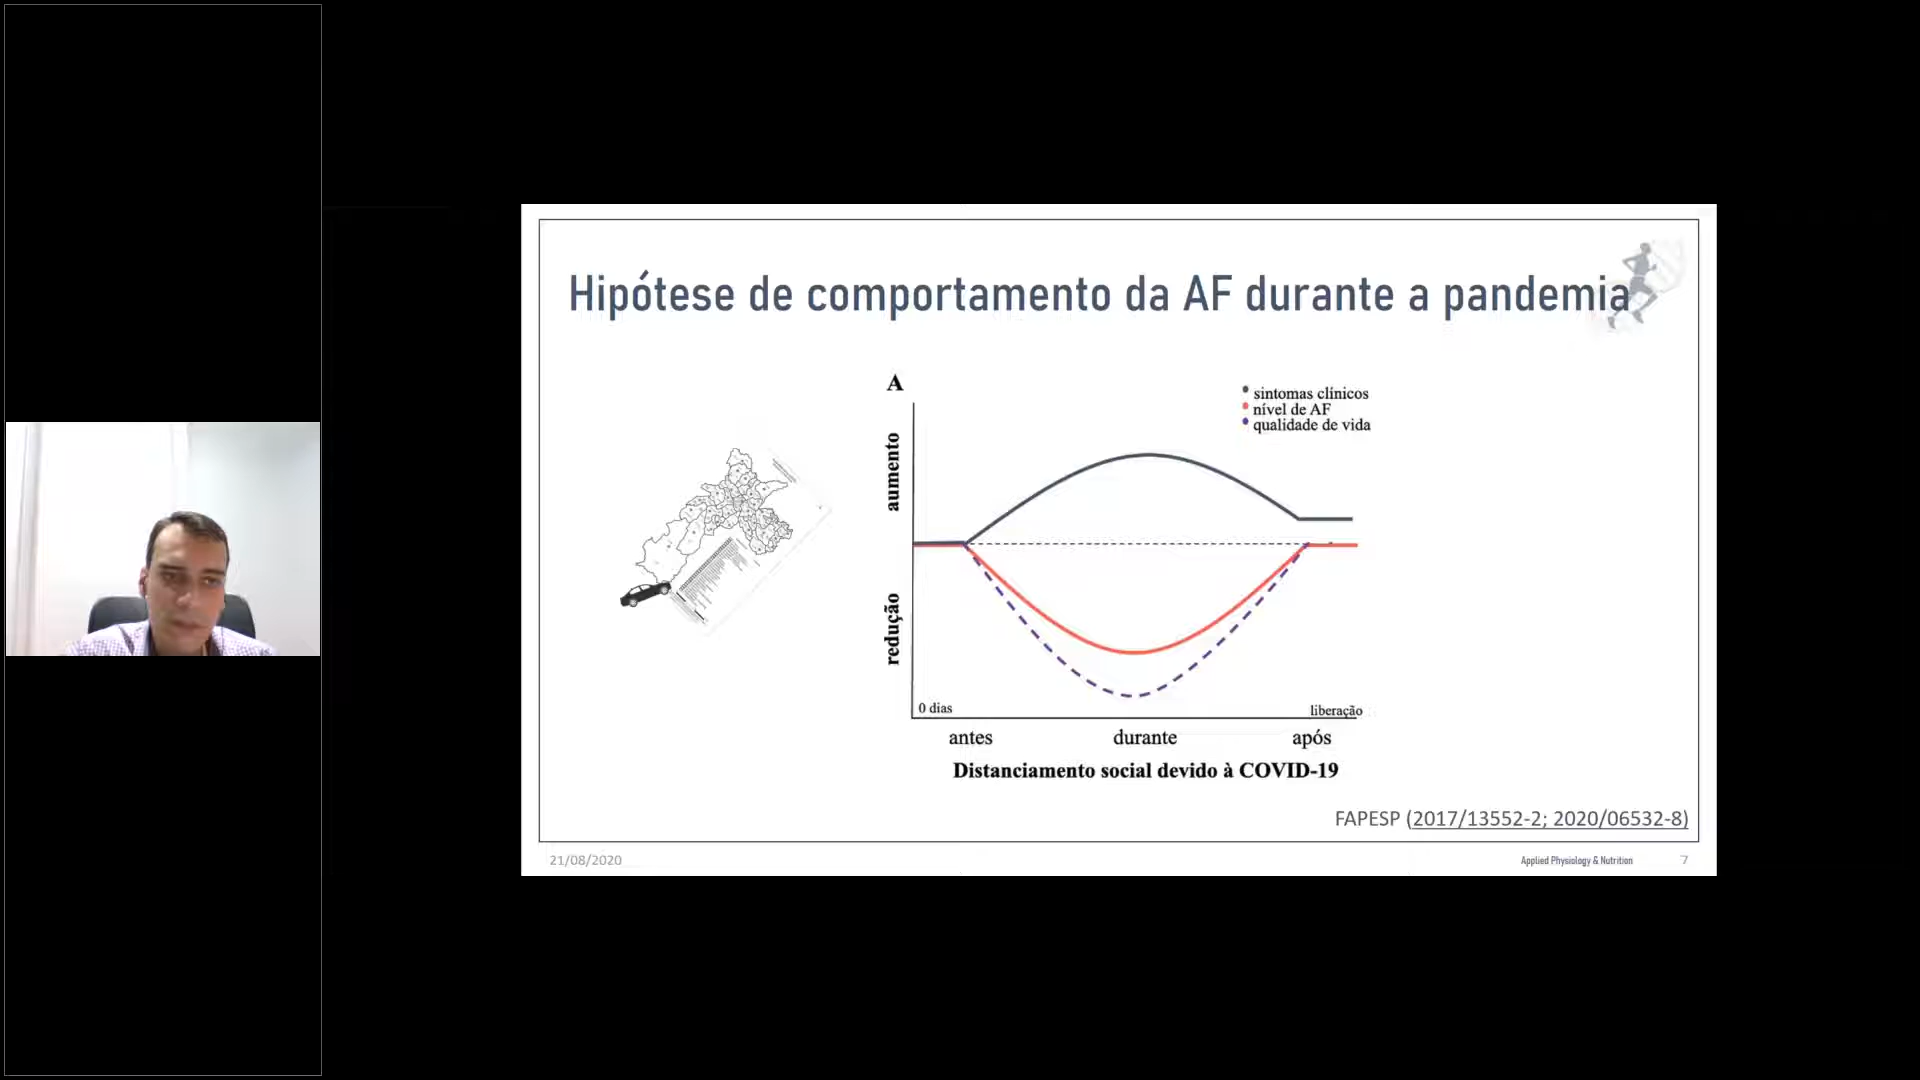 Hipótese de comportamento da AF durante a pandemia
A
sintomas clínicos
nível de AF
qualidade de vida
aumento
redução
0 dias
liberação
antes
durante
após
Distanciamento social devido à COVID-19
FAPESP (2017/13552-2; 2020/06532-8)
21/08/2020
Applied Physiology & Nutrition
7